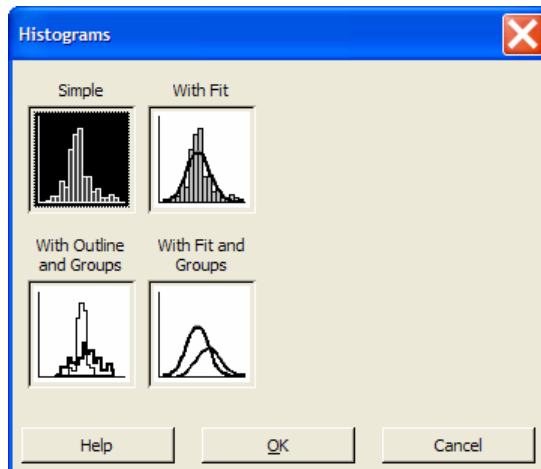 Histograms
Simple
With Fit
With Outline
and Groups
With Fit and
Groups
Help
OK
Cancel